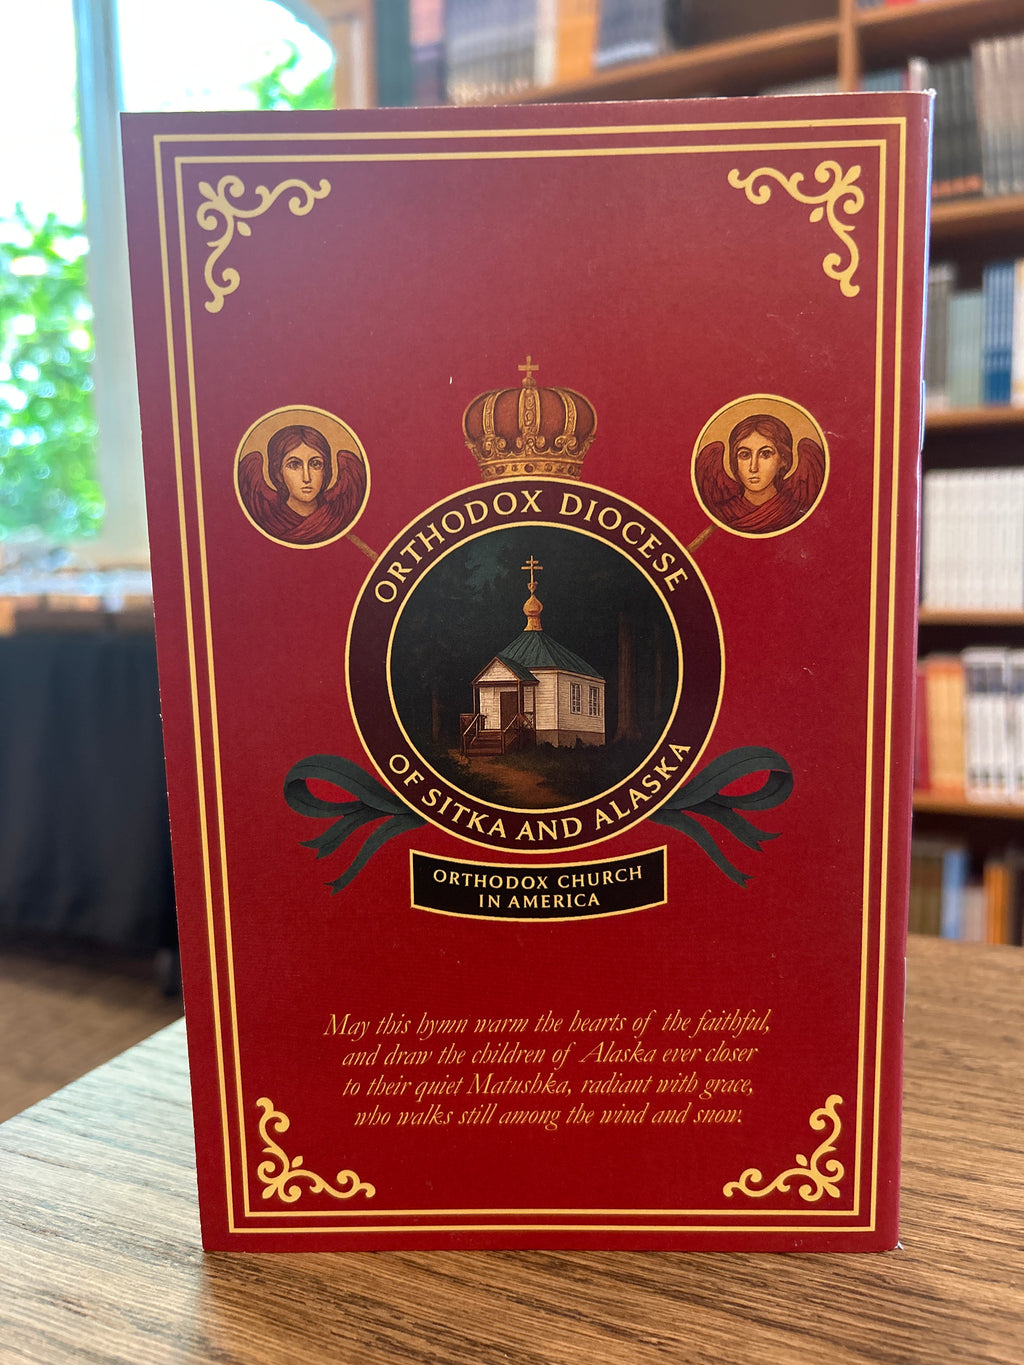 ORTHODOX DIOCESE
OF SITKA AND ALASKA
ORTHODOX CHURCH
IN AMERICA
May this hymn warm the hearts of the faithful,
and draw the children of Alaska ever closer
to their quiet Matushka, radiant with grace,
who walks still among the wind and snow.